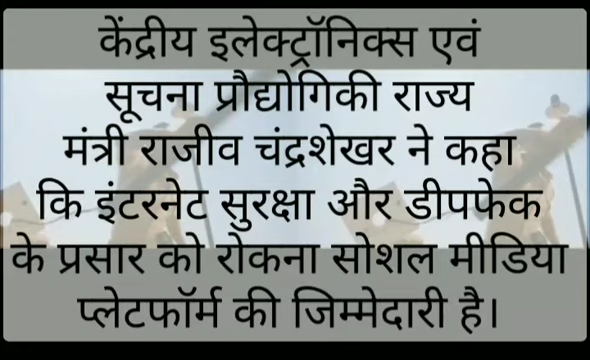 केंद्रीय इलेक्ट्रॉनिक्स एवं
सूचना प्रौद्योगिकी राज्य
मंत्री राजीव चंद्रशेखर ने कहा
कि इंटरनेट सुरक्षा और डीपफेक
के प्रसार को रोकना सोशल मीडिया
प्लेटफॉर्म की जिम्मेदारी है।